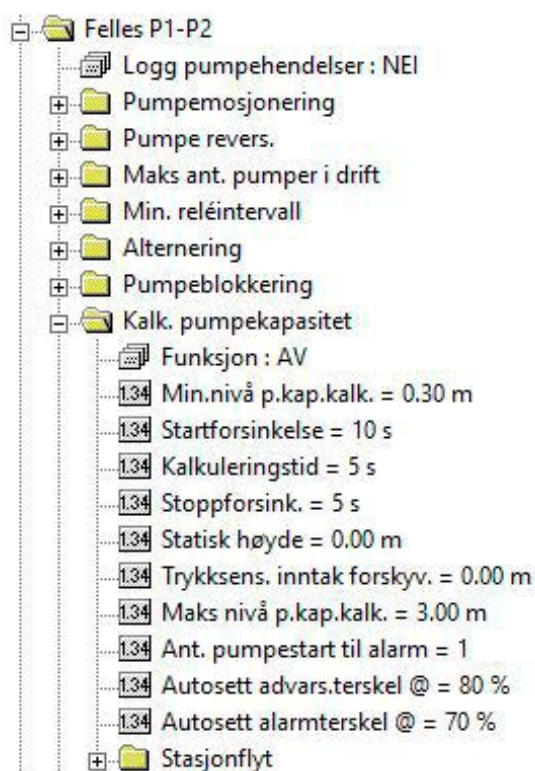 Felles P1-P2
Logg pumpehendelser : NEI
Pumpemosjonering
Pumpe revers.
Maks ant. pumper i drift
Min. reléintervall
Alternering
Pumpeblokkering
Kalk. pumpekapasitet
Funksjon : AV
1.34 Min.nivå p.kap.kalk. = 0.30 m
1.34 Startforsinkelse = 10 s
1.34 Kalkuleringstid = 5 s
1.34 Stoppforsink. = 5 s
1.34 Statisk høyde = 0.00 m
1.34 Trykksens. inntak forskyv. = 0.00 m
1.34 Maks nivå p.kap.kalk. = 3.00 m
1.34 Ant. pumpestart til alarm = 1
1.34 Autosett advars.terskel @ = 80 %
1.34 Autosett alarmterskel @ = 70 %
Stasjonflyt